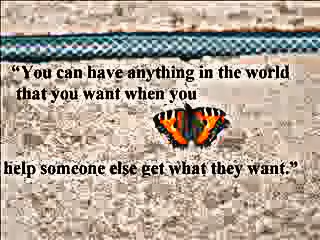 “You can have anything in the world
that you want when you
help someone else get what they want.”